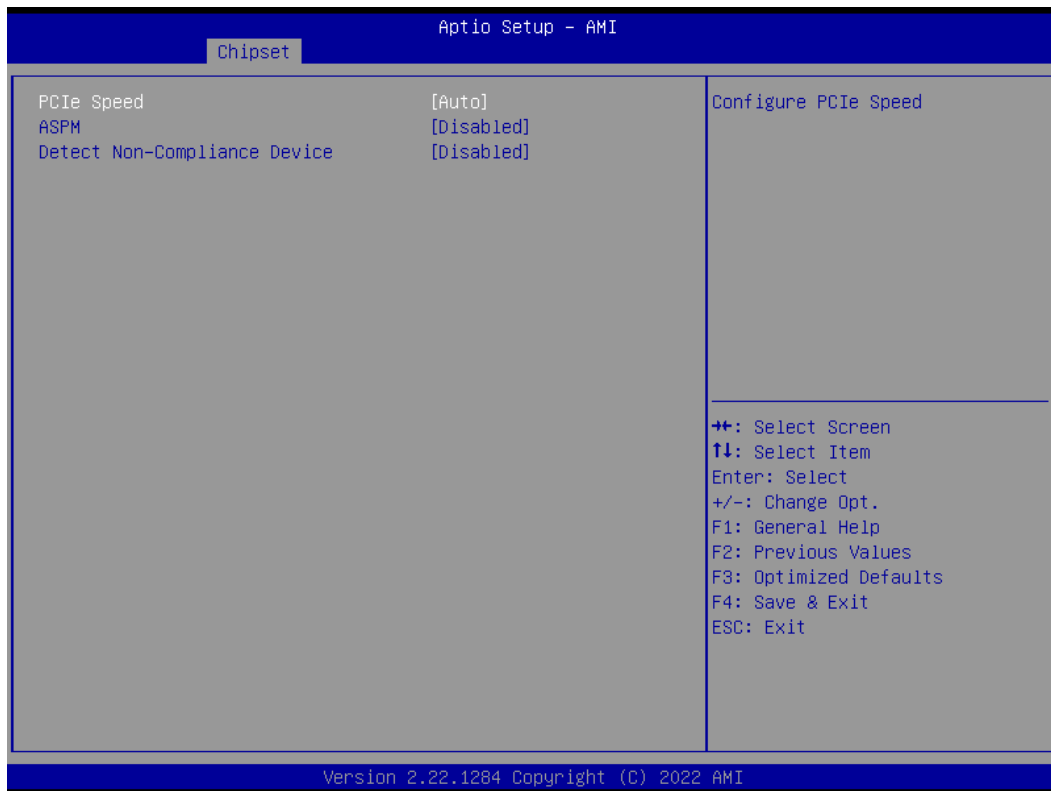 Aptio Setup – AMI
Chipset
PCIe Speed [Auto]
ASPM [Disabled]
Detect Non-Compliance Device [Disabled]
Configure PCIe Speed
→←: Select Screen
↑↓: Select Item
Enter: Select
+/-: Change Opt.
F1: General Help
F2: Previous Values
F3: Optimized Defaults
F4: Save & Exit
ESC: Exit
Version 2.22.1284 Copyright (C) 2022 AMI